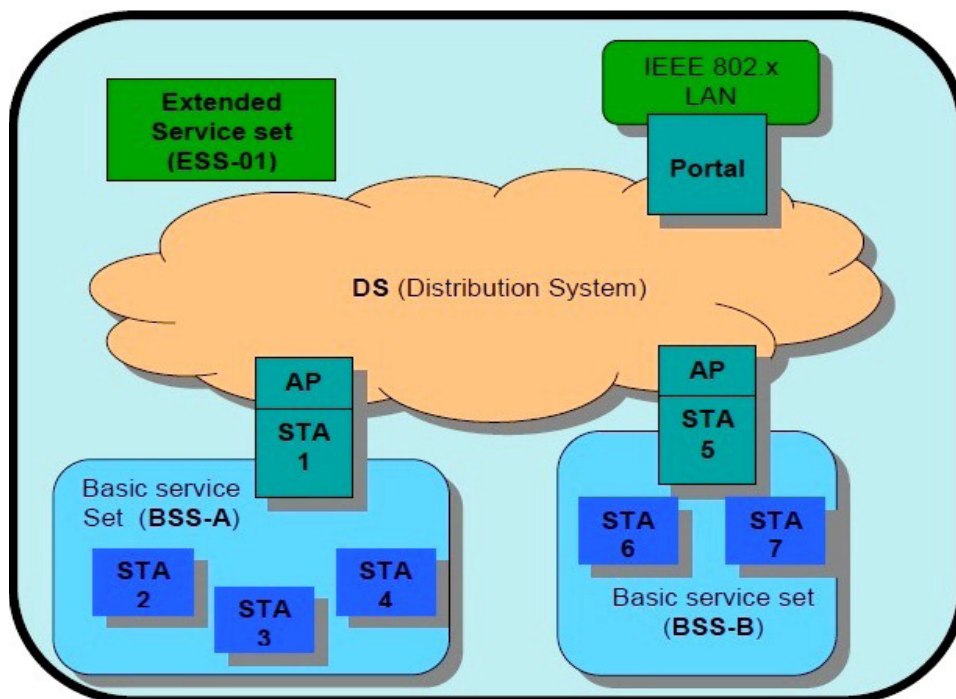 IEEE 802.x
LAN
Extended
Service set
(ESS-01)
Portal
DS (Distribution System)
AP
STA
1
AP
STA
5
Basic service
Set (BSS-A)
STA
2
STA
3
STA
4
STA
6
STA
7
Basic service set
(BSS-B)